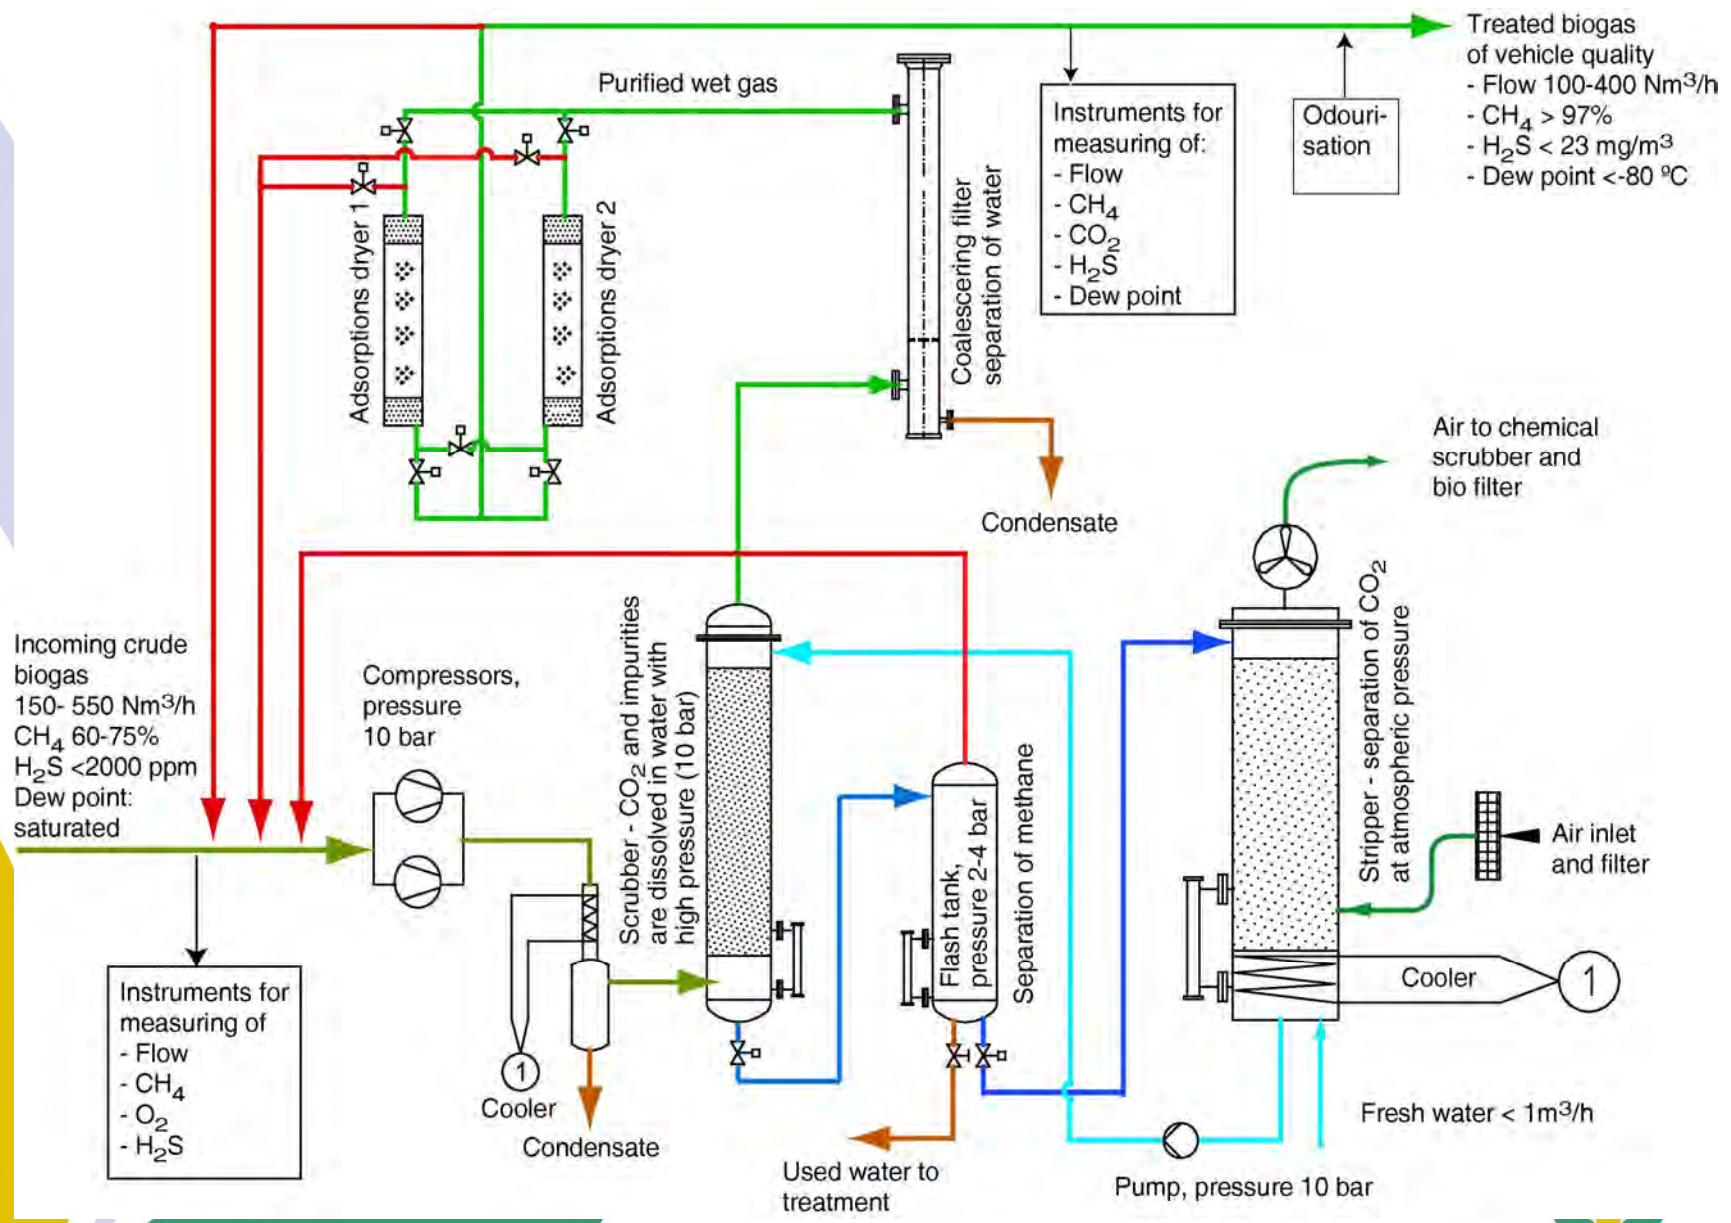 Treated biogas
of vehicle quality
- Flow 100-400 Nm³/h
- CH₄ > 97%
- H₂S < 23 mg/m³
- Dew point <-80 ºC
Purified wet gas
Instruments for
measuring of:
- Flow
- CH₄
- CO₂
- H₂S
- Dew point
Odouri-
sation
Adsorptions dryer 1
Adsorptions dryer 2
Coalescering filter
separation of water
Condensate
Air to chemical
scrubber and
bio filter
Incoming crude
biogas
150- 550 Nm³/h
CH₄ 60-75%
H₂S <2000 ppm
Dew point:
saturated
Compressors,
pressure
10 bar
Scrubber - CO₂ and impurities
are dissolved in water with
high pressure (10 bar)
Flash tank,
pressure 2-4 bar
Separation of methane
Stripper - separation of CO₂
at atmospheric pressure
Air inlet
and filter
Cooler
1
Instruments for
measuring of
- Flow
- CH₄
- O₂
- H₂S
1
Cooler
Condensate
Used water to
treatment
Fresh water < 1m³/h
Pump, pressure 10 bar